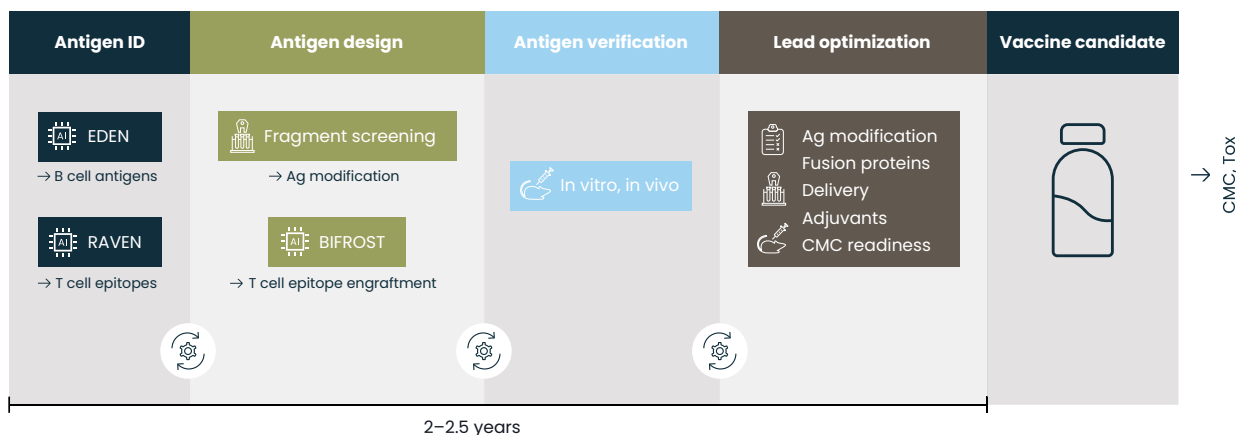 Antigen ID
Antigen design
Antigen verification
Lead optimization
Vaccine candidate
AI EDEN
→ B cell antigens
AI RAVEN
→ T cell epitopes
Fragment screening
→ Ag modification
AI BIFROST
→ T cell epitope engraftment
In vitro, in vivo
Ag modification
Fusion proteins
Delivery
Adjuvants
CMC readiness
→ CMC, Tox
2–2.5 years